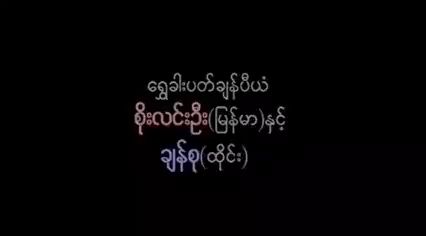 ရွှေခါးပတ်ချန်ပီယံ
စိုးလင်းဦး(မြန်မာ)နှင့်
ချန်စု(ထိုင်း)